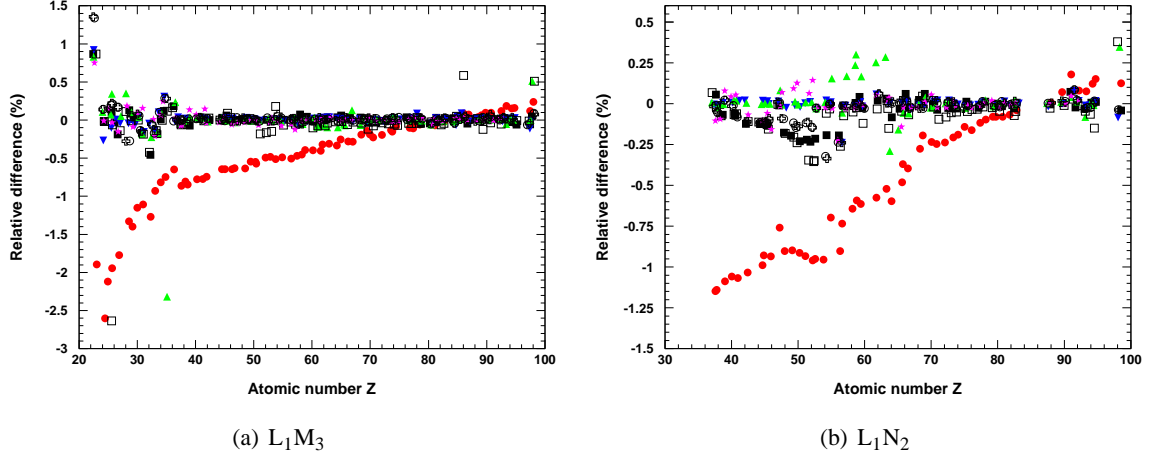 1.5
1
0.5
0
-0.5
-1
-1.5
-2
-2.5
-3
20 30 40 50 60 70 80 90 100
Relative difference (%)
Atomic number Z
(a) L₁M₃
0.6
0.5
0.25
0
-0.25
-0.5
-0.75
-1
-1.25
-1.5
30 40 50 60 70 80 90 100
Relative difference (%)
Atomic number Z
(b) L₁N₂